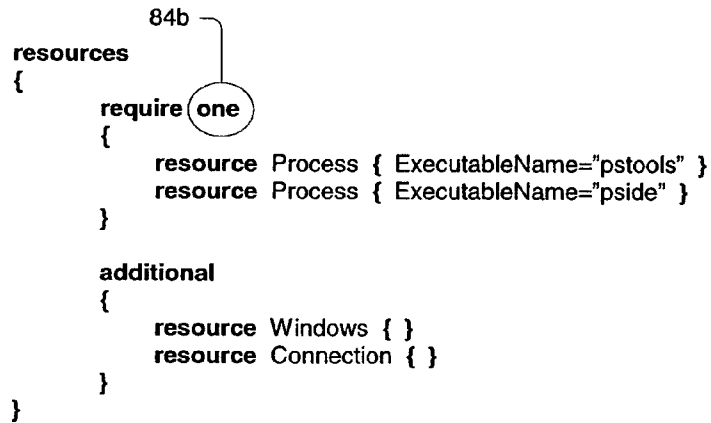 84b
resources
{
require one
{
resource Process { ExecutableName="pstools" }
resource Process { ExecutableName="pside" }
}
additional
{
resource Windows { }
resource Connection { }
}
}